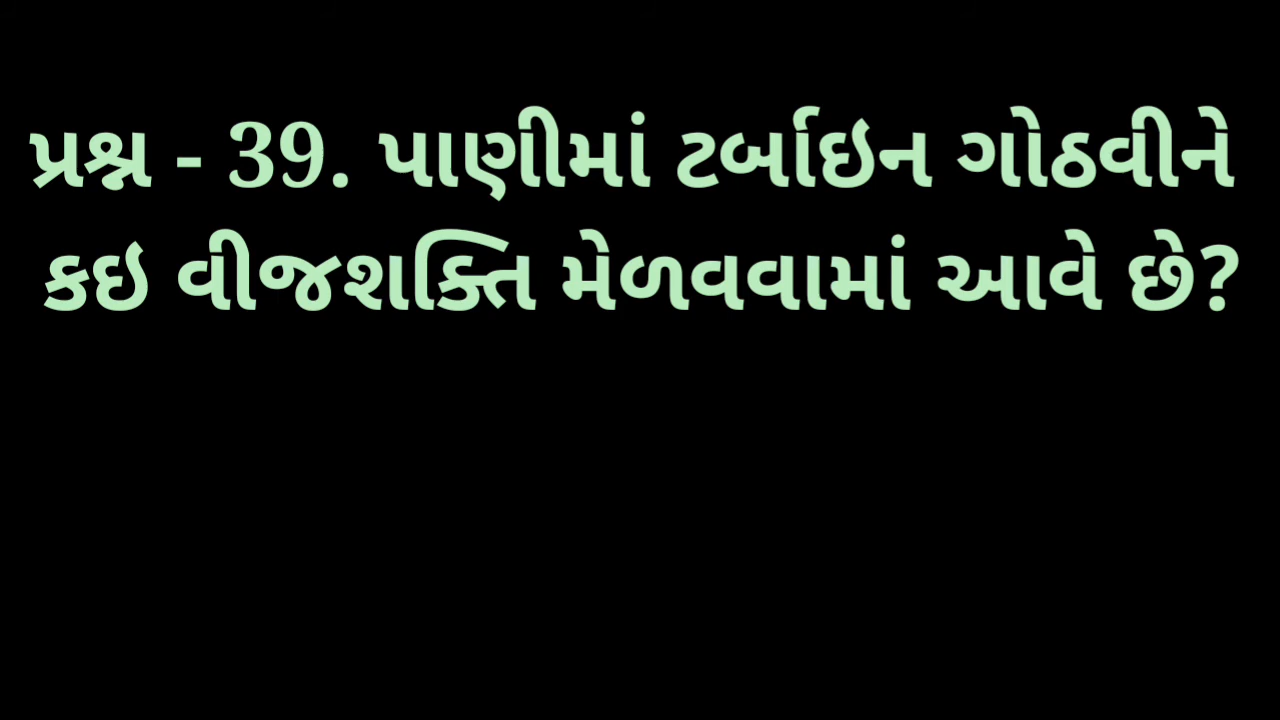 પ્રશ્ન - 39. પાણીમાં ટર્બાઇન ગોઠવીને
કઇ વીજશક્તિ મેળવવામાં આવે છે?